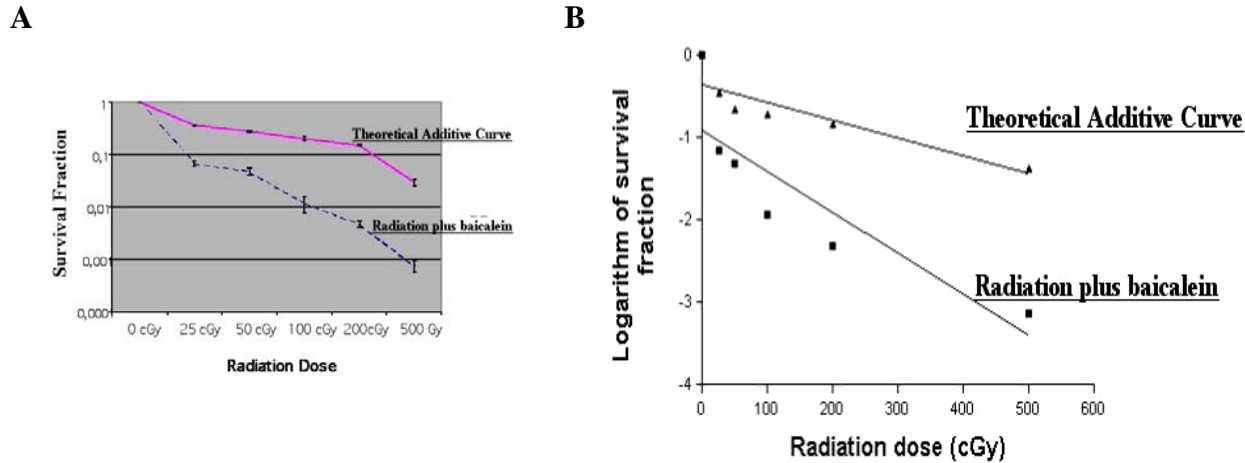 A
1
0,1
0,01
0,001
0,000
Survival Fraction
Theoretical Additive Curve
Radiation plus baicalein
0 cGy 25 cGy 50 cGy 100 cGy 200cGy 500 Gy
Radiation Dose
B
0
-1
-2
-3
-4
Logarithm of survival
fraction
Theoretical Additive Curve
Radiation plus baicalein
0 100 200 300 400 500 600
Radiation dose (cGy)